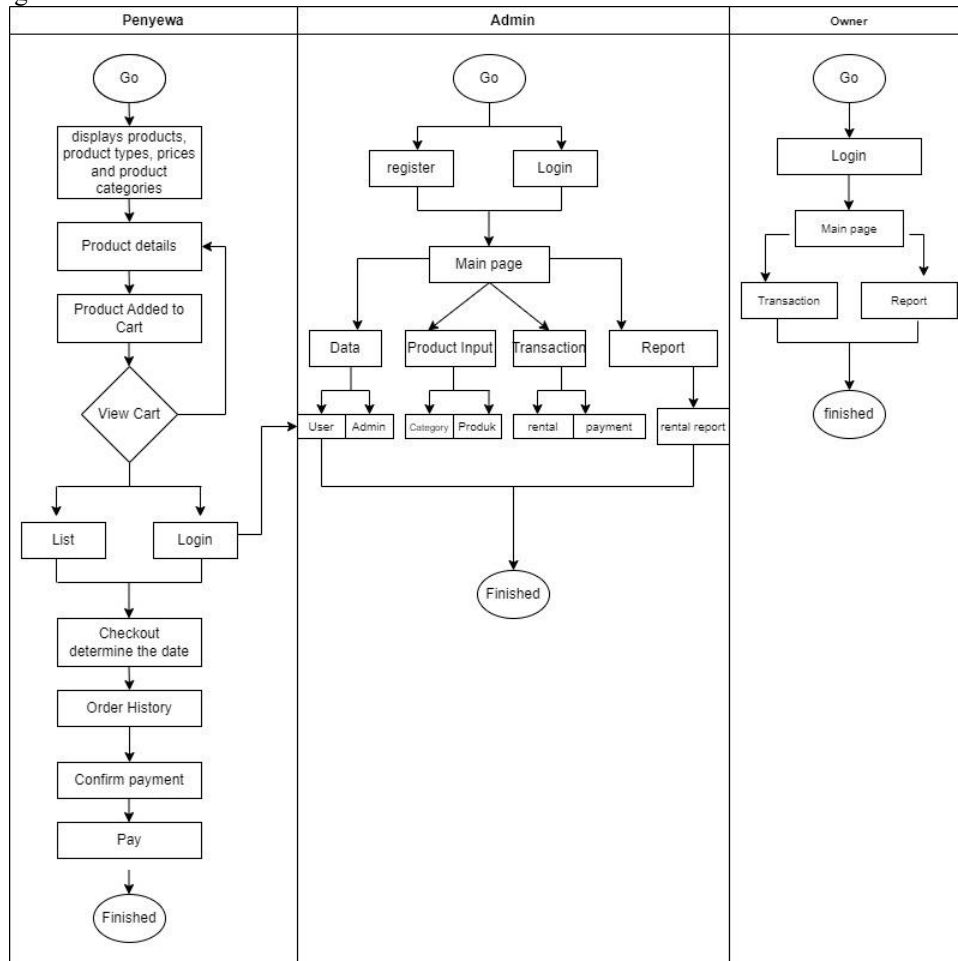 Penyewa
Go
displays products,
product types, prices
and product
categories
Product details
Product Added to
Cart
View Cart
List
Login
Checkout
determine the date
Order History
Confirm payment
Pay
Finished
Admin
Go
register
Login
Main page
Data
Product Input
Transaction
Report
User
Admin
Category
Produk
rental
payment
rental report
Finished
Owner
Go
Login
Main page
Transaction
Report
finished